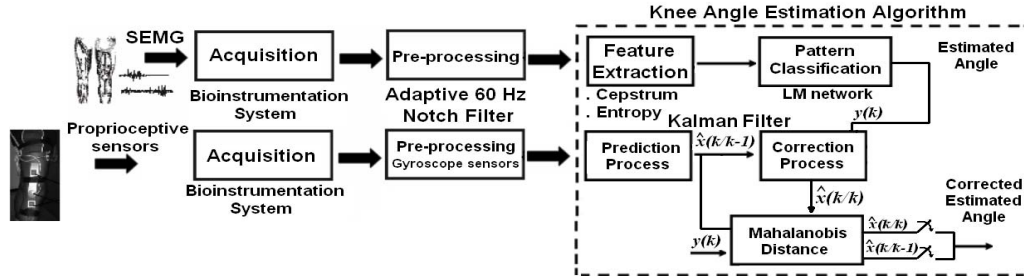 Knee Angle Estimation Algorithm
SEMG
Acquisition
Bioinstrumentation
System
Pre-processing
Adaptive 60 Hz
Notch Filter
Feature
Extraction
. Cepstrum
. Entropy
Pattern
Classification
LM network
Estimated
Angle
y(k)
Proprioceptive
sensors
Acquisition
Bioinstrumentation
System
Pre-processing
Gyroscope sensors
Kalman Filter
Prediction
Process
x̂(k/k-1)
Correction
Process
x̂(k/k)
y(k)
Mahalanobis
Distance
x̂(k/k)
x̂(k/k-1)
Corrected
Estimated
Angle